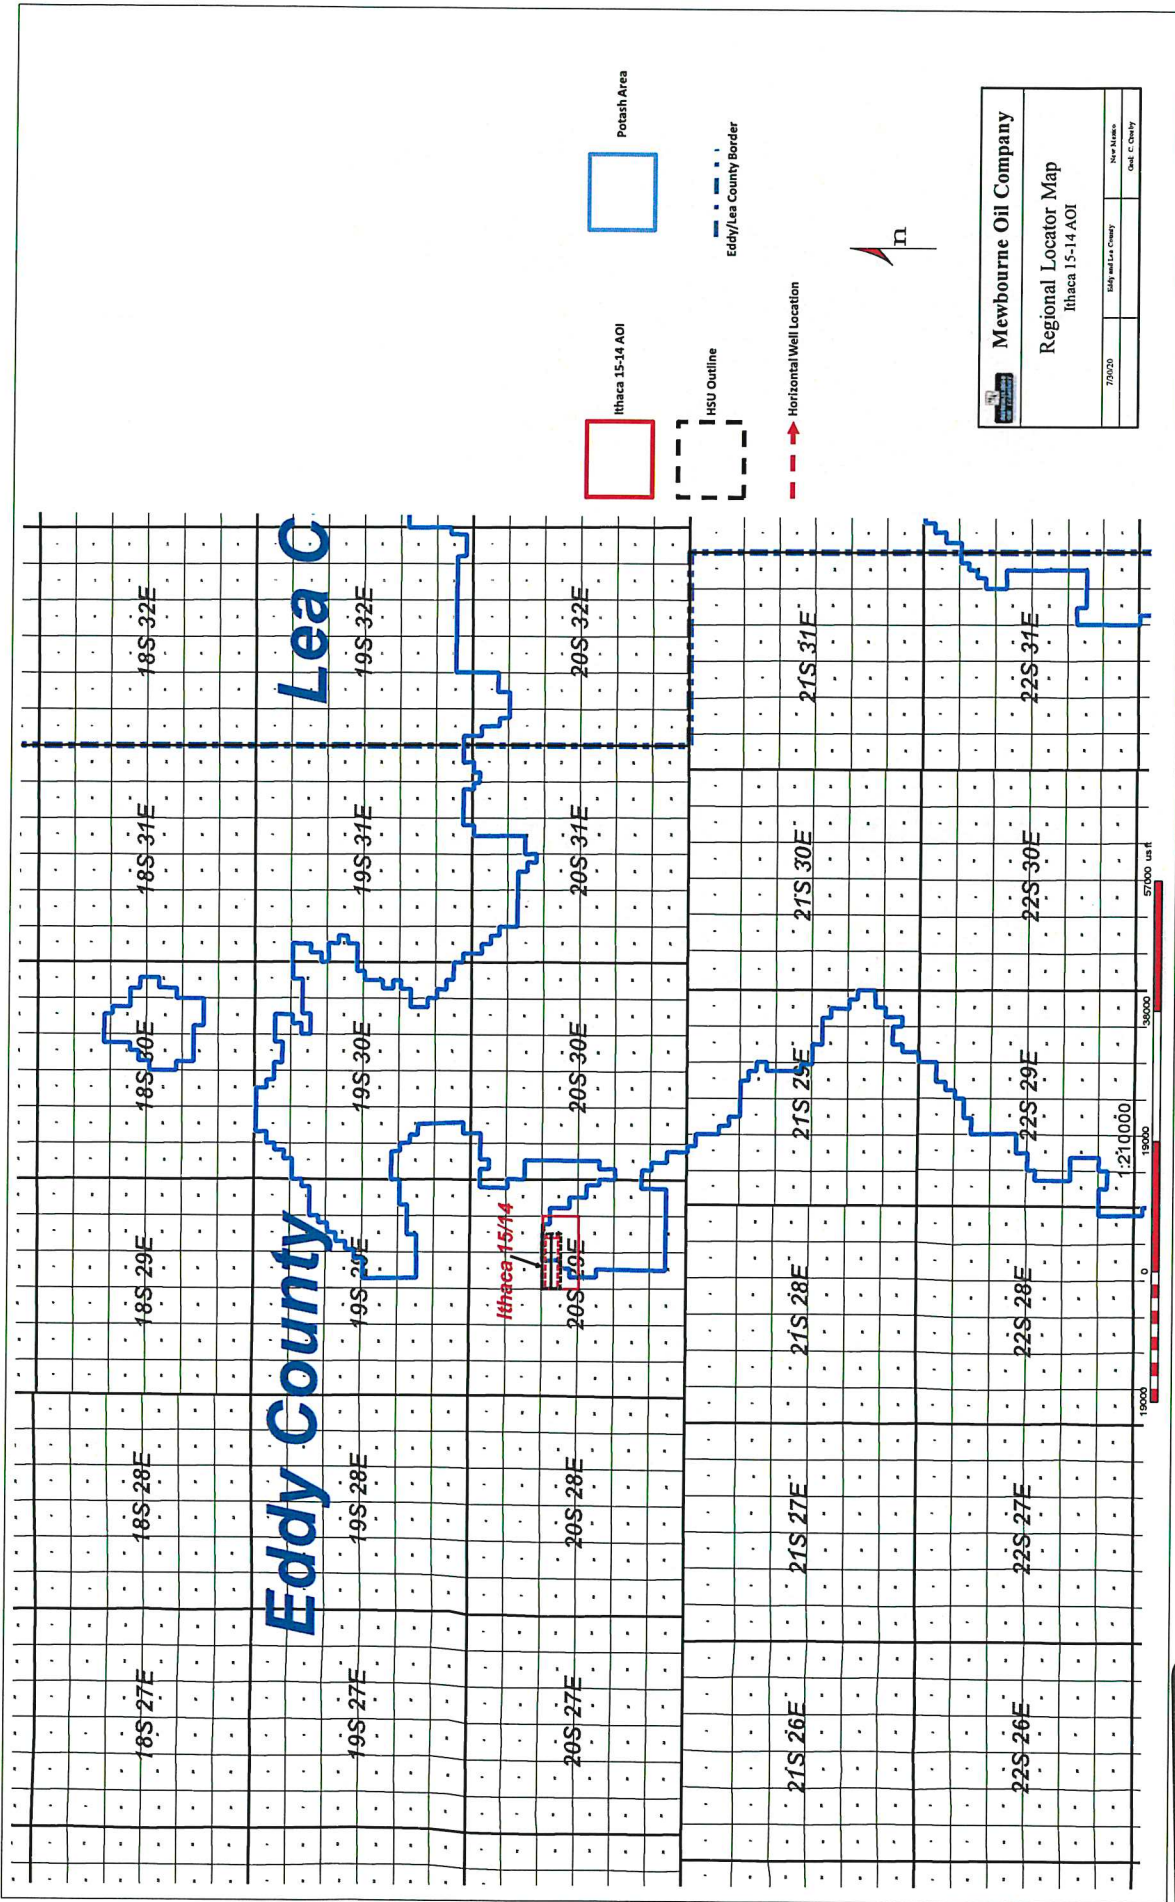 18S 27E
18S 28E
18S 29E
18S 30E
18S 31E
18S 32E
Eddy County
Lea C
19S 27E
19S 28E
19S 29E
19S 30E
19S 31E
19S 32E
Ithaca 15/14
20S 27E
20S 28E
20S 29E
20S 30E
20S 31E
20S 32E
21S 26E
21S 27E
21S 28E
21S 29E
21S 30E
21S 31E
22S 26E
22S 27E
22S 28E
22S 29E
22S 30E
22S 31E
1:210000
19000 0 19000 38000 57000 us ft
Ithaca 15-14 AOI
Potash Area
HSU Outline
Eddy/Lea County Border
Horizontal Well Location
n
Mewbourne Oil Company
Regional Locator Map
Ithaca 15-14 AOI
7/30/20
Eddy and Lea County
New Mexico
Geol: C. Crosby